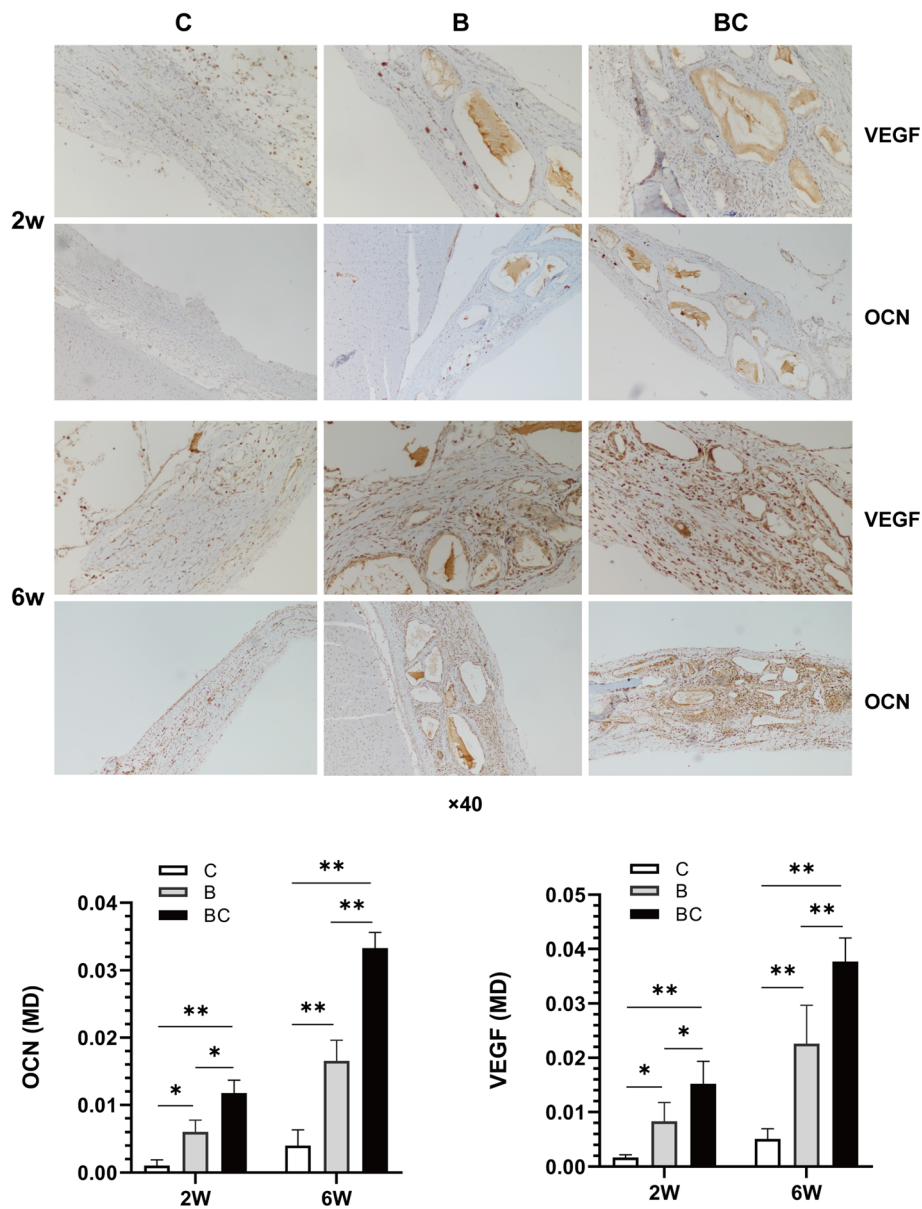 C B BC
VEGF
2w
OCN
VEGF
6w
OCN
×40
C
B
BC
**
**
**
**
*
*
0.04
0.03
0.02
0.01
0.00
OCN (MD)
2W 6W
C
B
BC
**
**
**
**
*
*
0.05
0.04
0.03
0.02
0.01
0.00
VEGF (MD)
2W 6W